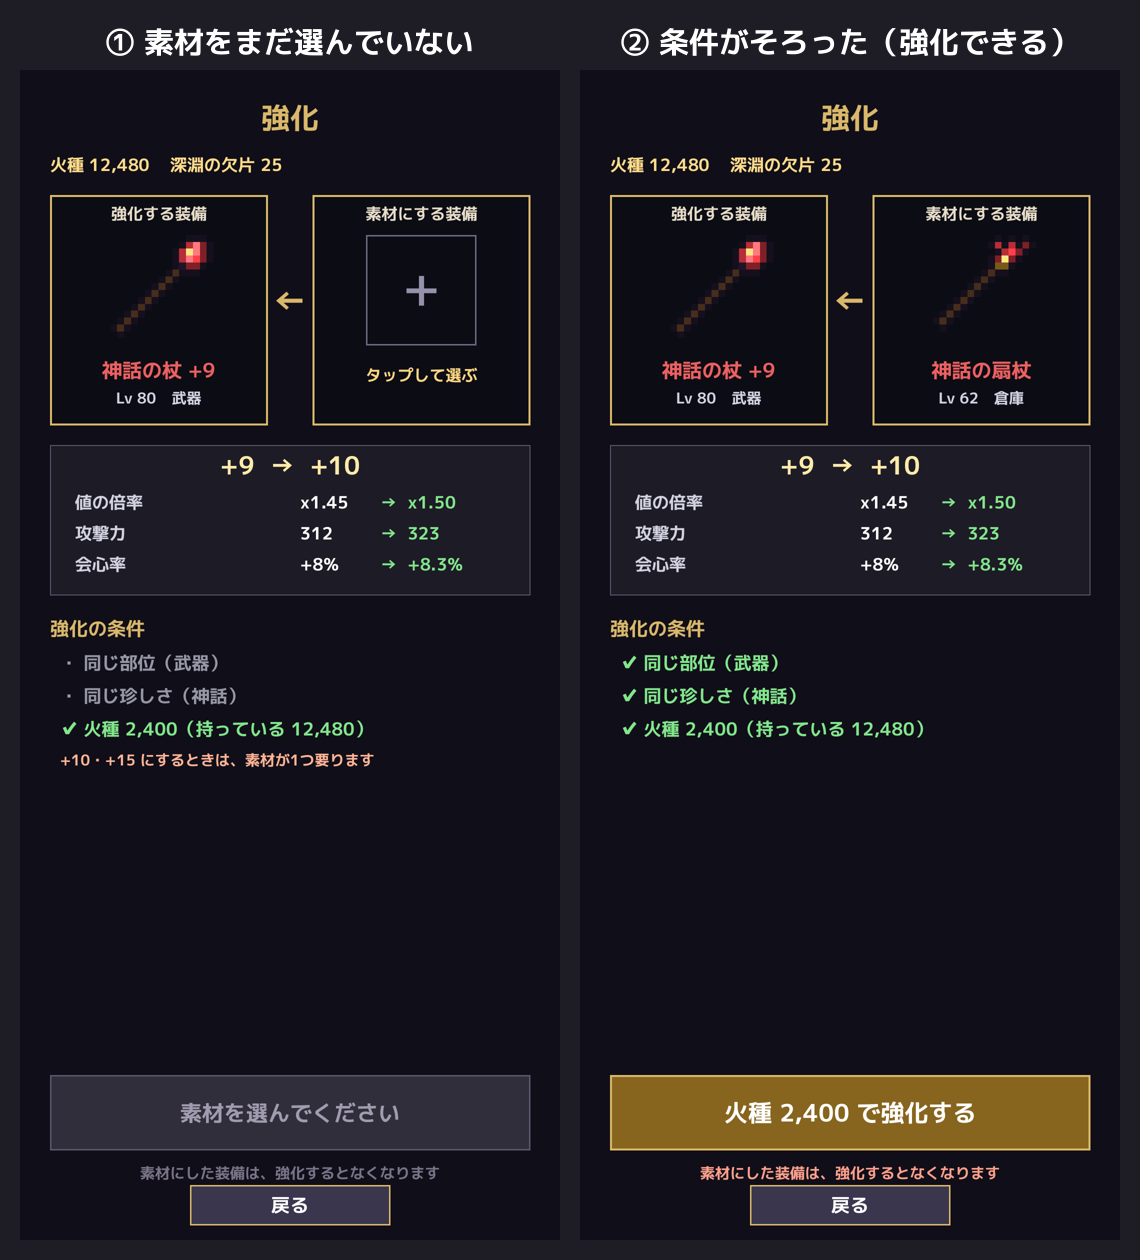 ① 素材をまだ選んでいない
強化
火種 12,480 深淵の欠片 25
強化する装備
神話の杖 +9
Lv 80 武器
←
素材にする装備
+
タップして選ぶ
+9 → +10
値の倍率 x1.45 → x1.50
攻撃力 312 → 323
会心率 +8% → +8.3%
強化の条件
・ 同じ部位（武器）
・ 同じ珍しさ（神話）
✔ 火種 2,400（持っている 12,480）
+10・+15 にするときは、素材が1つ要ります
素材を選んでください
素材にした装備は、強化するとなくなります
戻る
② 条件がそろった（強化できる）
強化
火種 12,480 深淵の欠片 25
強化する装備
神話の杖 +9
Lv 80 武器
←
素材にする装備
神話の扇杖
Lv 62 倉庫
+9 → +10
値の倍率 x1.45 → x1.50
攻撃力 312 → 323
会心率 +8% → +8.3%
強化の条件
✔ 同じ部位（武器）
✔ 同じ珍しさ（神話）
✔ 火種 2,400（持っている 12,480）
火種 2,400 で強化する
素材にした装備は、強化するとなくなります
戻る